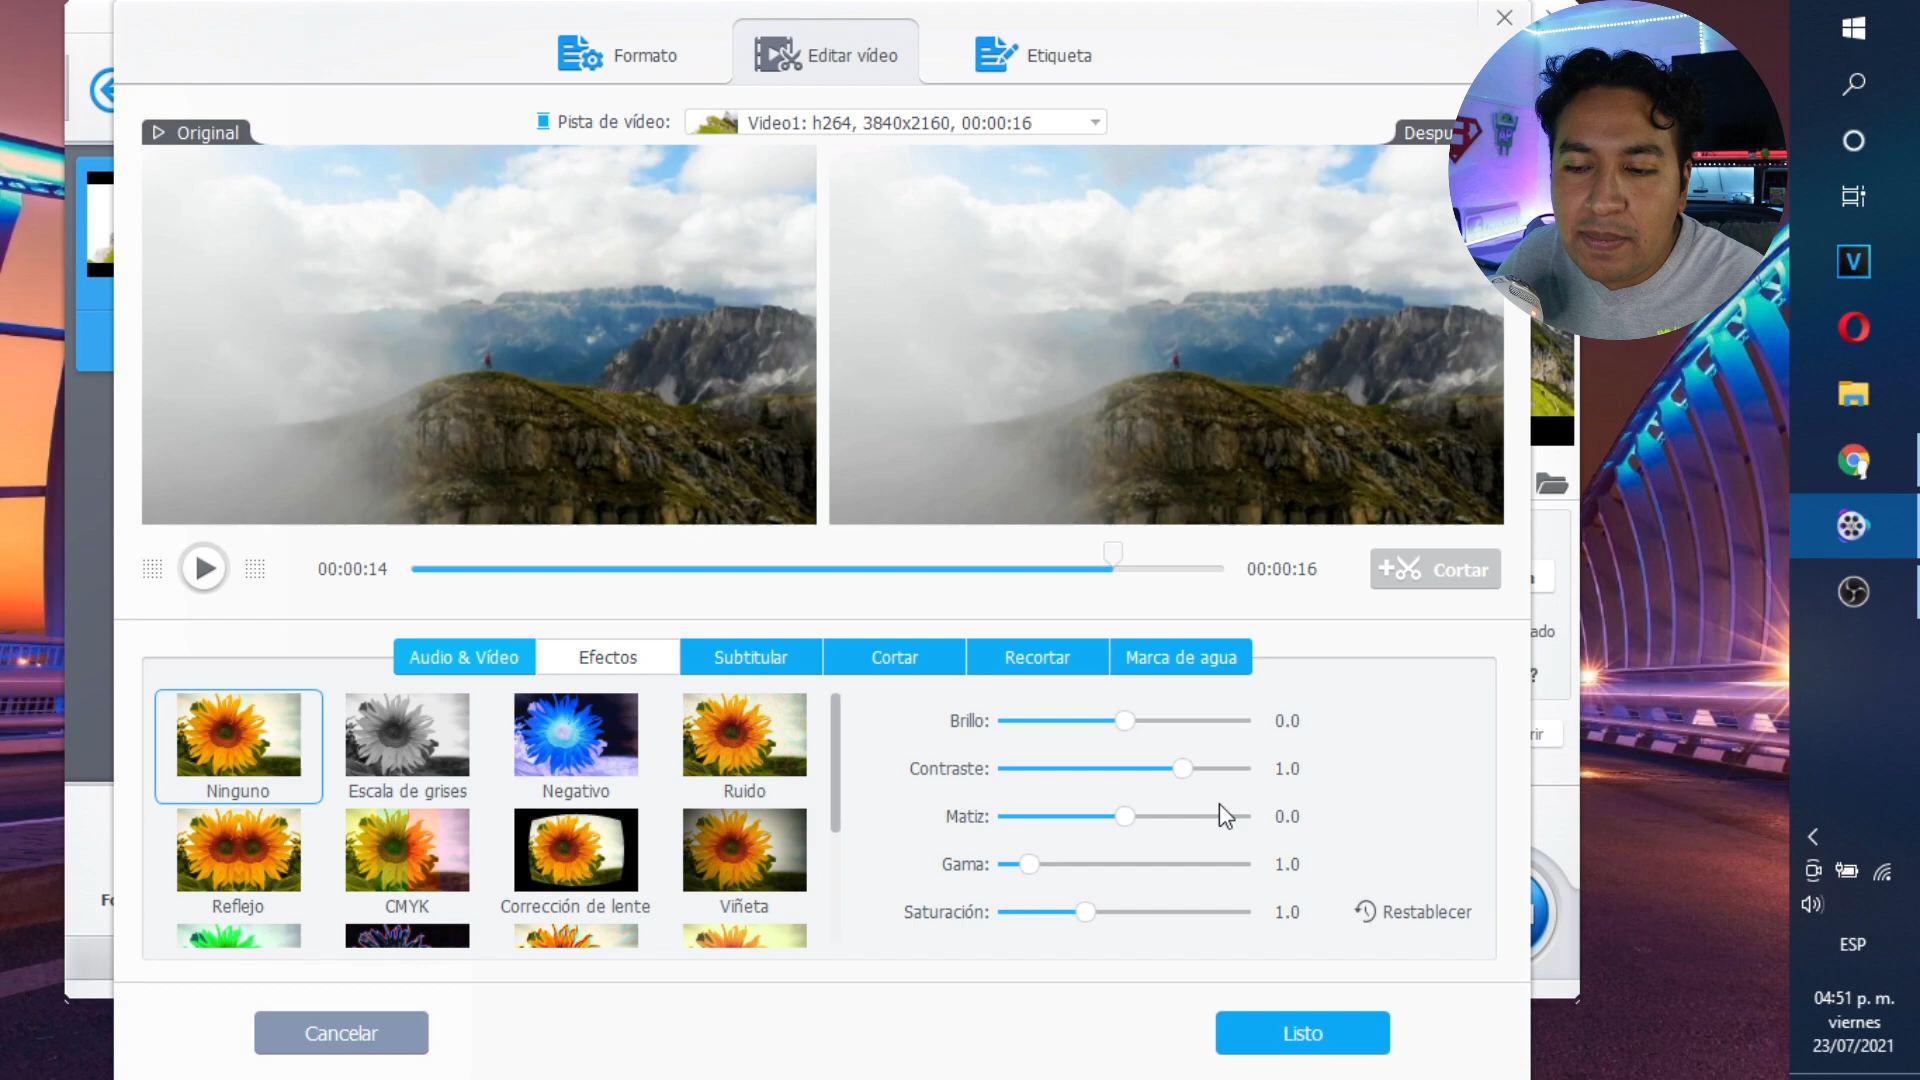 Formato
Editar vídeo
Etiqueta
Original
Pista de vídeo:
Video1: h264, 3840x2160, 00:00:16
Despu
00:00:14
00:00:16
Cortar
ado
?
Audio & Vídeo
Efectos
Subtitular
Cortar
Recortar
Marca de agua
Ninguno
Escala de grises
Negativo
Ruido
Reflejo
CMYK
Corrección de lente
Viñeta
Brillo: 0.0
Contraste: 1.0
Matiz: 0.0
Gama: 1.0
Saturación: 1.0
Restablecer
rir
Fo
Cancelar
Listo
V
ESP
04:51 p. m.
viernes
23/07/2021